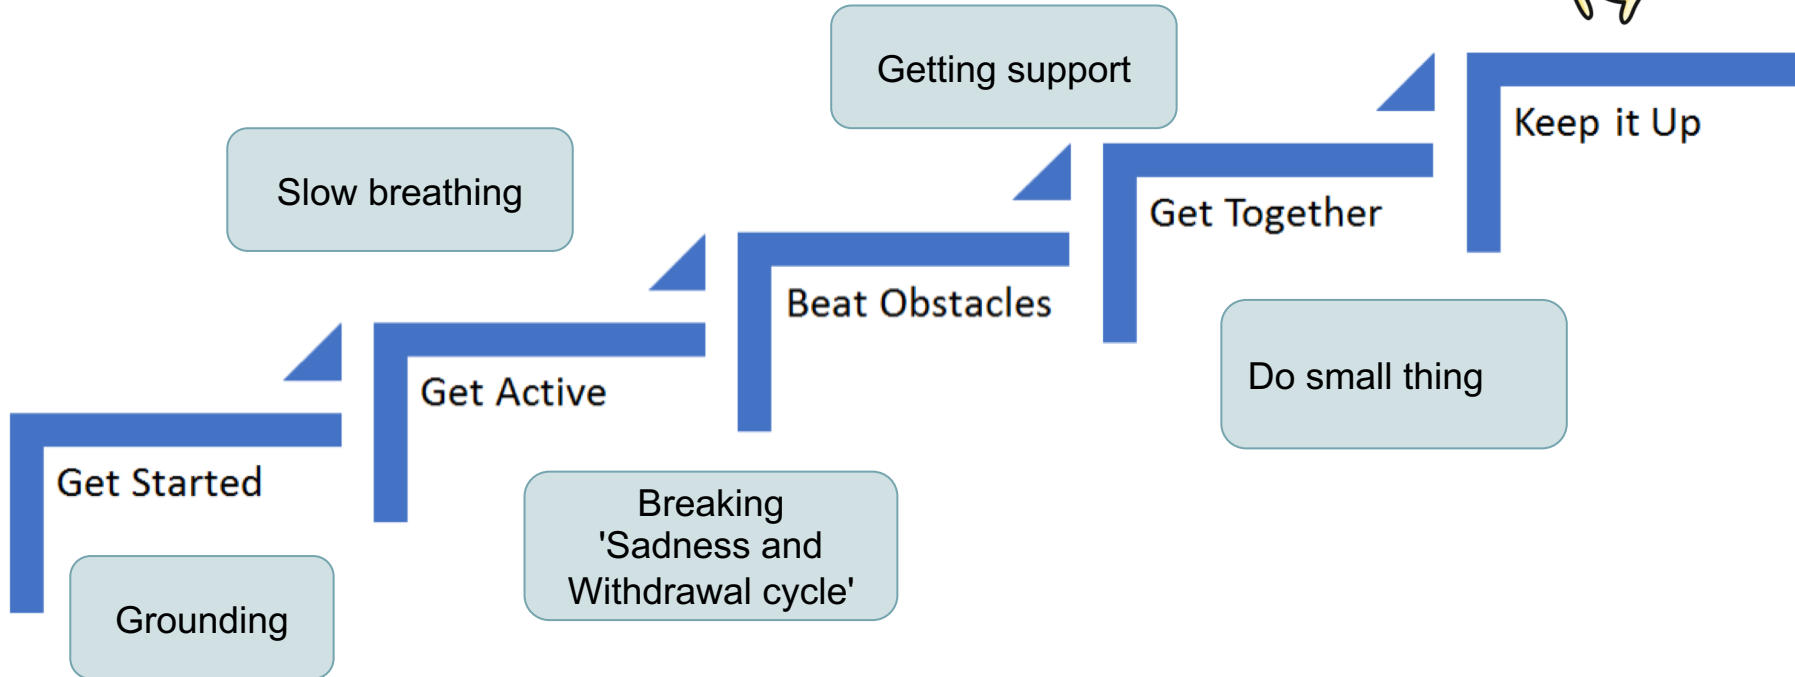 Getting support
Keep it Up
Slow breathing
Get Together
Beat Obstacles
Do small thing
Get Active
Get Started
Breaking
'Sadness and
Withdrawal cycle'
Grounding